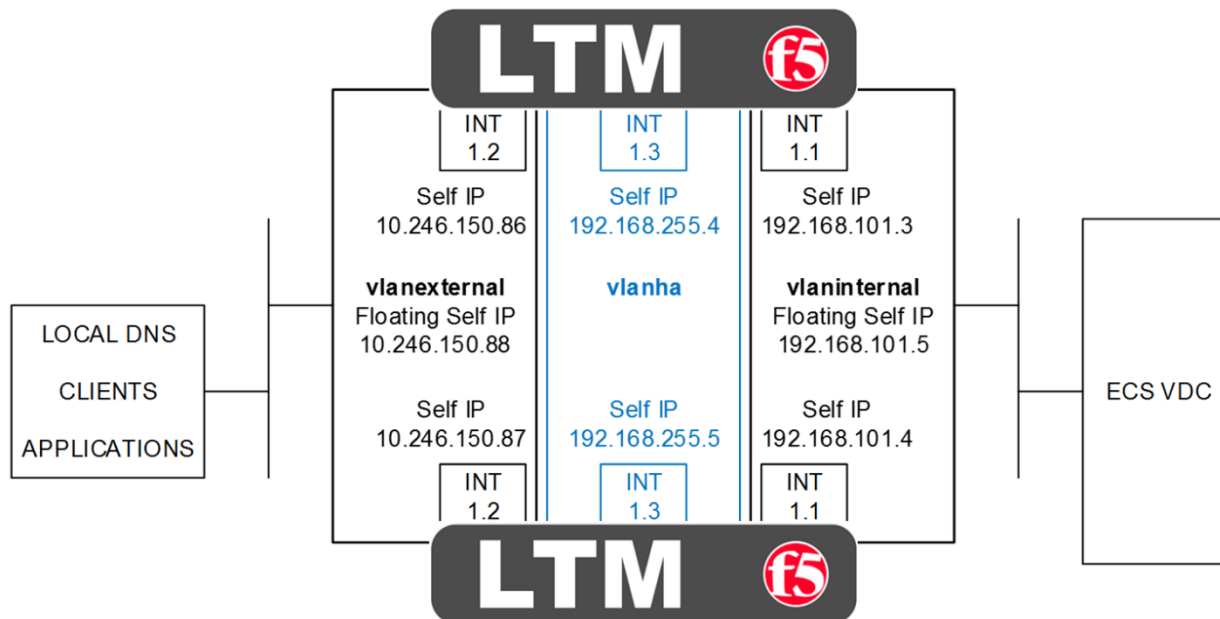 LTM f5
INT
1.2
INT
1.3
INT
1.1
Self IP
10.246.150.86
Self IP
192.168.255.4
Self IP
192.168.101.3
vlanexternal
Floating Self IP
10.246.150.88
vlanha
vlaninternal
Floating Self IP
192.168.101.5
LOCAL DNS
CLIENTS
APPLICATIONS
ECS VDC
Self IP
10.246.150.87
Self IP
192.168.255.5
Self IP
192.168.101.4
INT
1.2
INT
1.3
INT
1.1
LTM f5